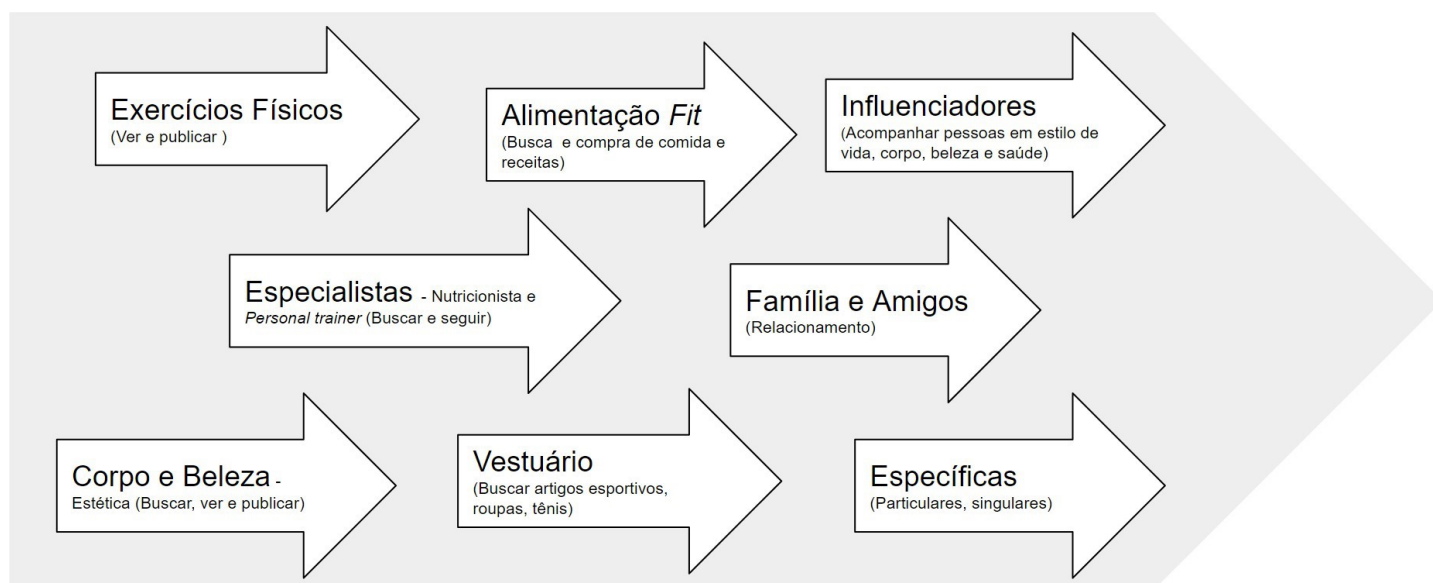 Exercícios Físicos
(Ver e publicar )
Alimentação Fit
(Busca e compra de comida e
receitas)
Influenciadores
(Acompanhar pessoas em estilo de
vida, corpo, beleza e saúde)
Especialistas - Nutricionista e
Personal trainer (Buscar e seguir)
Família e Amigos
(Relacionamento)
Corpo e Beleza -
Estética (Buscar, ver e publicar)
Vestuário
(Buscar artigos esportivos,
roupas, tênis)
Específicas
(Particulares, singulares)